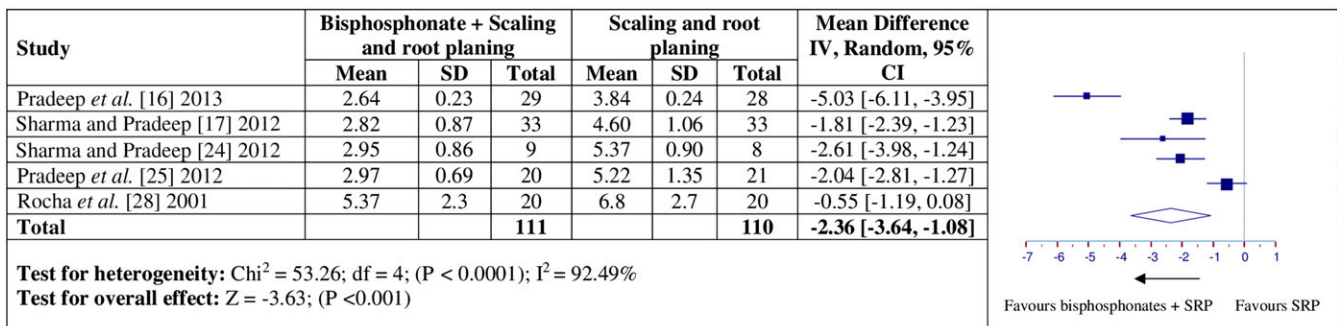 Study Bisphosphonate + Scaling and root planing Scaling and root planing Mean Difference IV, Random, 95% CI
Mean SD Total Mean SD Total
Pradeep et al. [16] 2013 2.64 0.23 29 3.84 0.24 28 -5.03 [-6.11, -3.95]
Sharma and Pradeep [17] 2012 2.82 0.87 33 4.60 1.06 33 -1.81 [-2.39, -1.23]
Sharma and Pradeep [24] 2012 2.95 0.86 9 5.37 0.90 8 -2.61 [-3.98, -1.24]
Pradeep et al. [25] 2012 2.97 0.69 20 5.22 1.35 21 -2.04 [-2.81, -1.27]
Rocha et al. [28] 2001 5.37 2.3 20 6.8 2.7 20 -0.55 [-1.19, 0.08]
Total 111 110 -2.36 [-3.64, -1.08]
Test for heterogeneity: Chi² = 53.26; df = 4; (P < 0.0001); I² = 92.49%
Test for overall effect: Z = -3.63; (P <0.001)
-7 -6 -5 -4 -3 -2 -1 0 1
Favours bisphosphonates + SRP Favours SRP